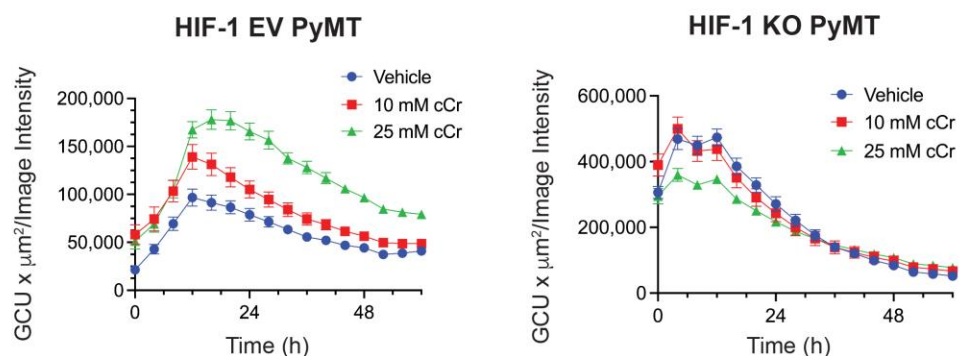 HIF-1 EV PyMT
Vehicle
10 mM cCr
25 mM cCr
GCU x μm²/Image Intensity
200,000
150,000
100,000
50,000
0
0
24
48
Time (h)
HIF-1 KO PyMT
Vehicle
10 mM cCr
25 mM cCr
GCU x μm²/Image Intensity
600,000
400,000
200,000
0
0
24
48
Time (h)